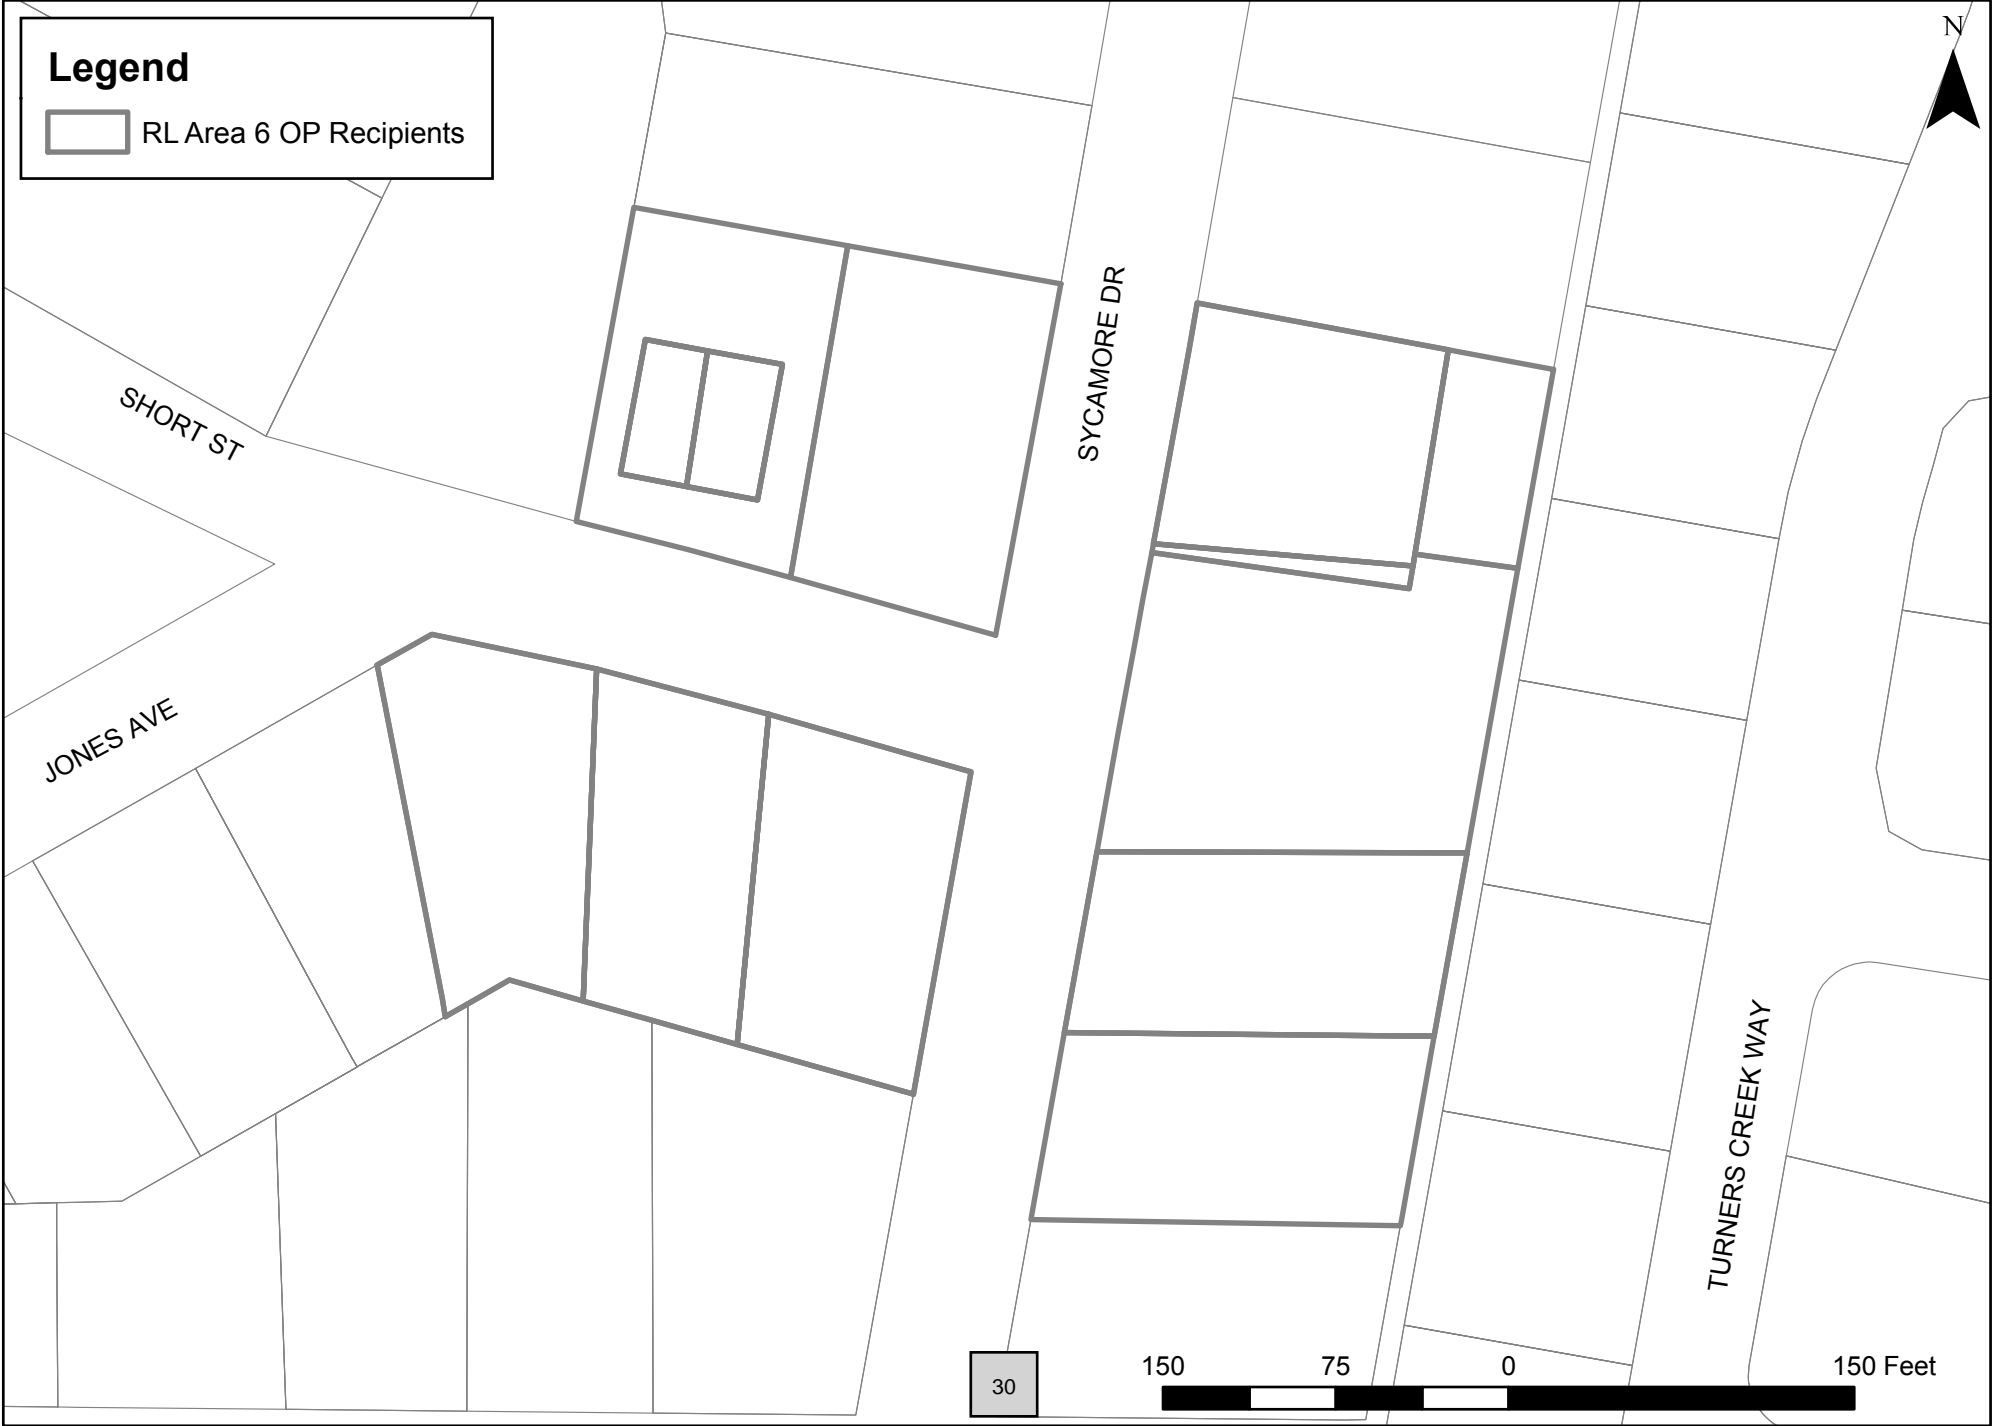 Legend
RL Area 6 OP Recipients
N
SYCAMORE DR
SHORT ST
JONES AVE
TURNERS CREEK WAY
30
150 75 0 150 Feet